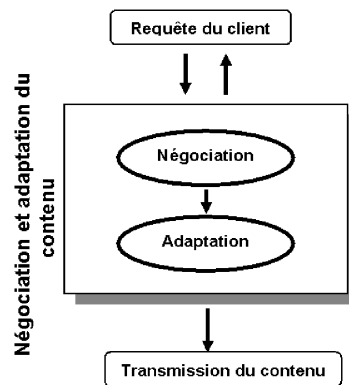 Requête du client
Négociation et adaptation du
contenu
Négociation
Adaptation
Transmission du contenu